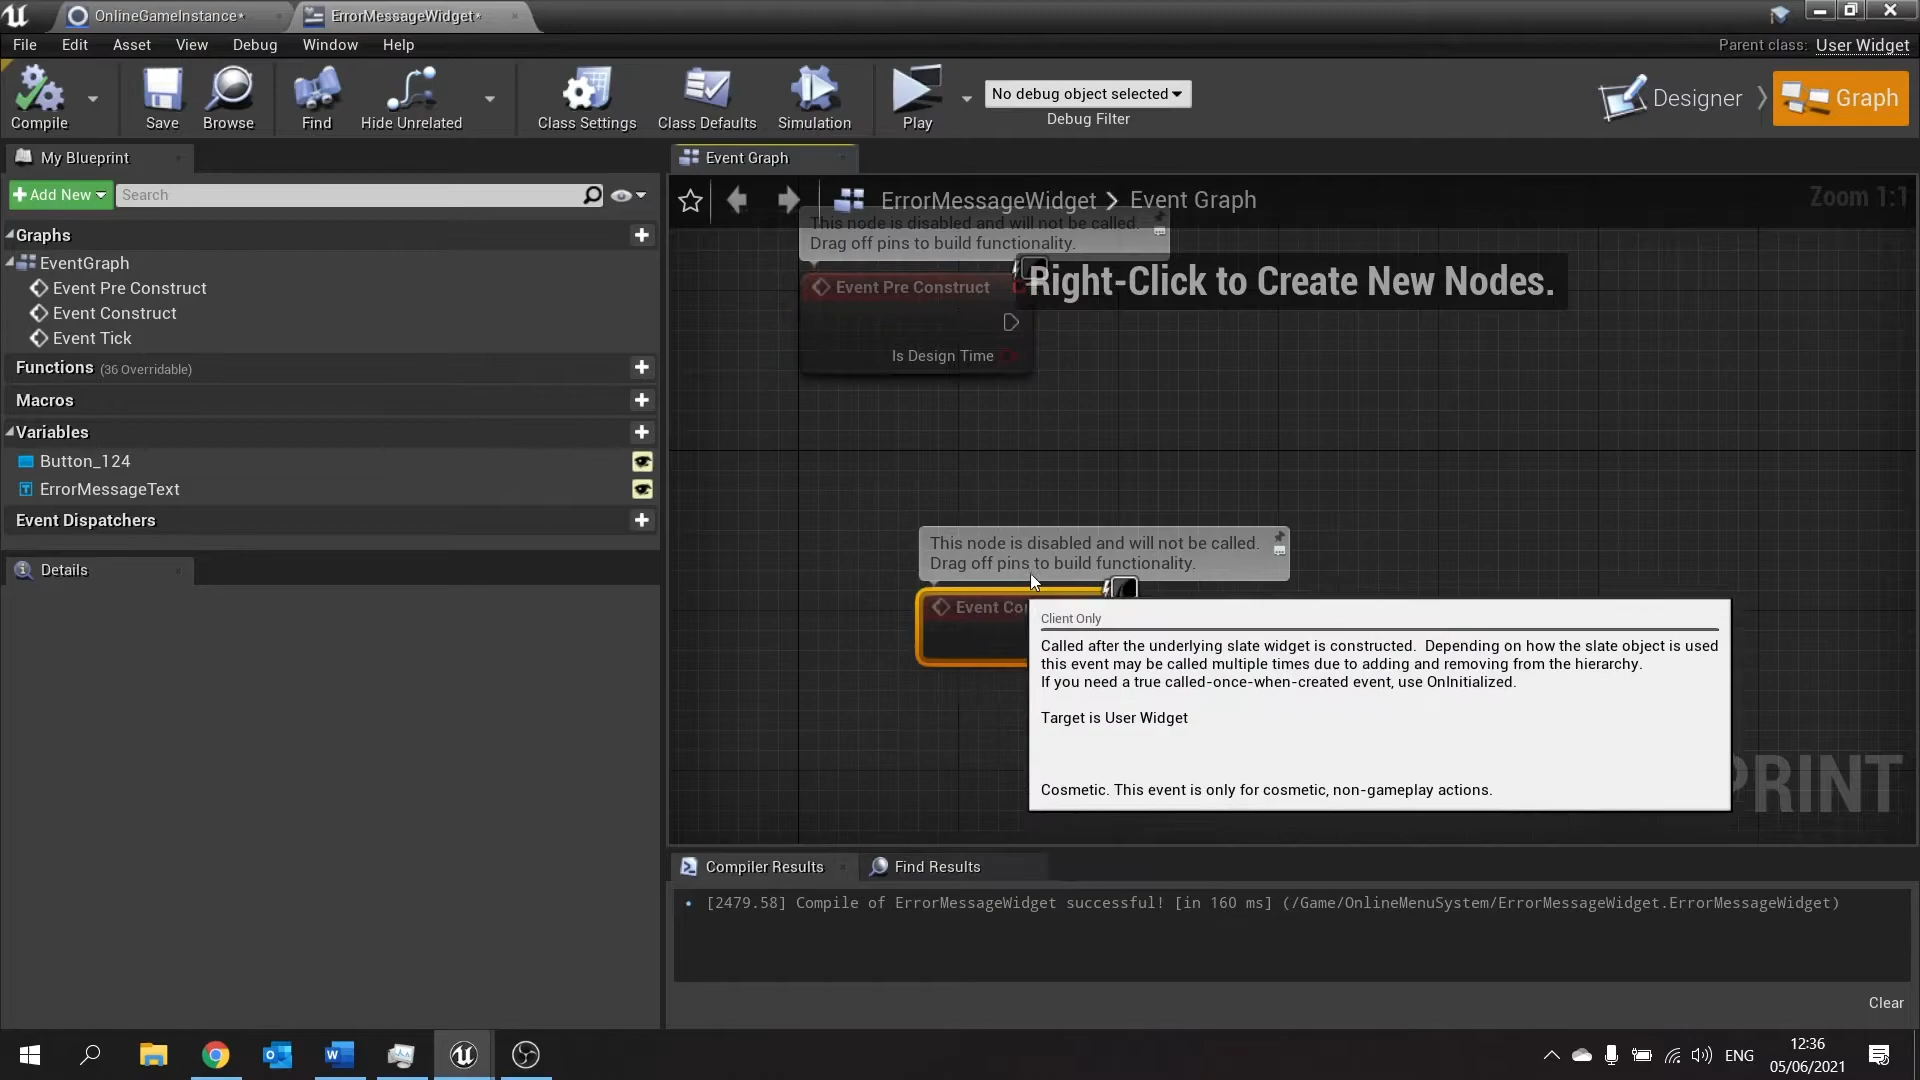 OnlineGameInstance*
ErrorMessageWidget*
File Edit Asset View Debug Window Help
Parent class: User Widget
Compile
Save
Browse
Find
Hide Unrelated
Class Settings
Class Defaults
Simulation
Play
No debug object selected
Debug Filter
Designer
Graph
My Blueprint
Add New
Search
Graphs
EventGraph
Event Pre Construct
Event Construct
Event Tick
Functions (36 Overridable)
Macros
Variables
Button_124
ErrorMessageText
Event Dispatchers
Details
Event Graph
ErrorMessageWidget > Event Graph
Zoom 1:1
This node is disabled and will not be called.
Drag off pins to build functionality.
Event Pre Construct
Is Design Time
Right-Click to Create New Nodes.
This node is disabled and will not be called.
Drag off pins to build functionality.
Event Co
Client Only
Called after the underlying slate widget is constructed. Depending on how the slate object is used
this event may be called multiple times due to adding and removing from the hierarchy.
If you need a true called-once-when-created event, use OnInitialized.
Target is User Widget
Cosmetic. This event is only for cosmetic, non-gameplay actions.
PRINT
Compiler Results
Find Results
[2479.58] Compile of ErrorMessageWidget successful! [in 160 ms] (/Game/OnlineMenuSystem/ErrorMessageWidget.ErrorMessageWidget)
Clear
ENG
12:36
05/06/2021